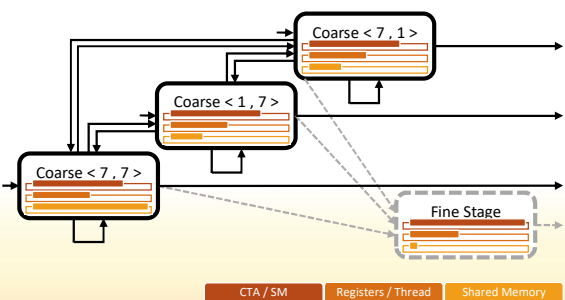 Coarse < 7 , 1 >
Coarse < 1 , 7 >
Coarse < 7 , 7 >
Fine Stage
CTA / SM Registers / Thread Shared Memory